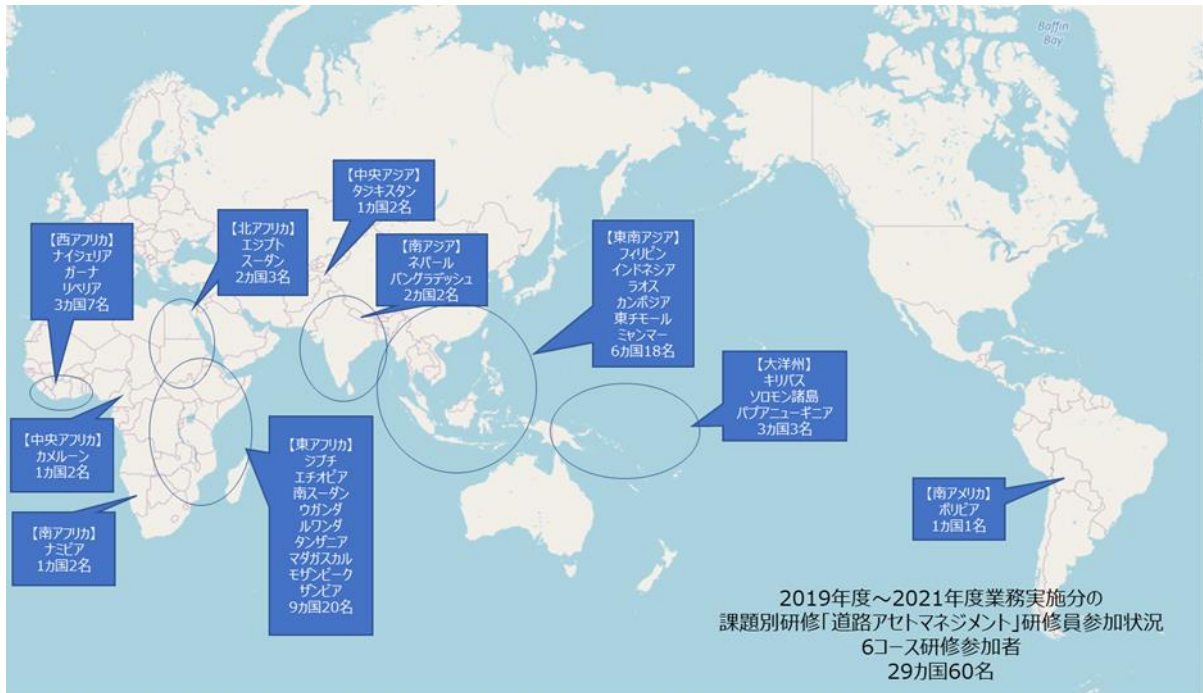 Baffin
Bay
【中央アジア】
タジキスタン
1カ国2名
【西アフリカ】
ナイジェリア
ガーナ
リベリア
3カ国7名
【北アフリカ】
エジプト
スーダン
2カ国3名
【南アジア】
ネパール
バングラデッシュ
2カ国2名
【東南アジア】
フィリピン
インドネシア
ラオス
カンボジア
東チモール
ミャンマー
6カ国18名
【大洋州】
キリバス
ソロモン諸島
パプアニューギニア
3カ国3名
【中央アフリカ】
カメルーン
1カ国2名
【東アフリカ】
ジブチ
エチオピア
南スーダン
ウガンダ
ルワンダ
タンザニア
マダガスカル
モザンビーク
ザンビア
9カ国20名
【南アメリカ】
ボリビア
1カ国1名
【南アフリカ】
ナミビア
1カ国2名
2019年度～2021年度業務実施分の
課題別研修「道路アセトマネジメント」研修員参加状況
6コース研修参加者
29カ国60名